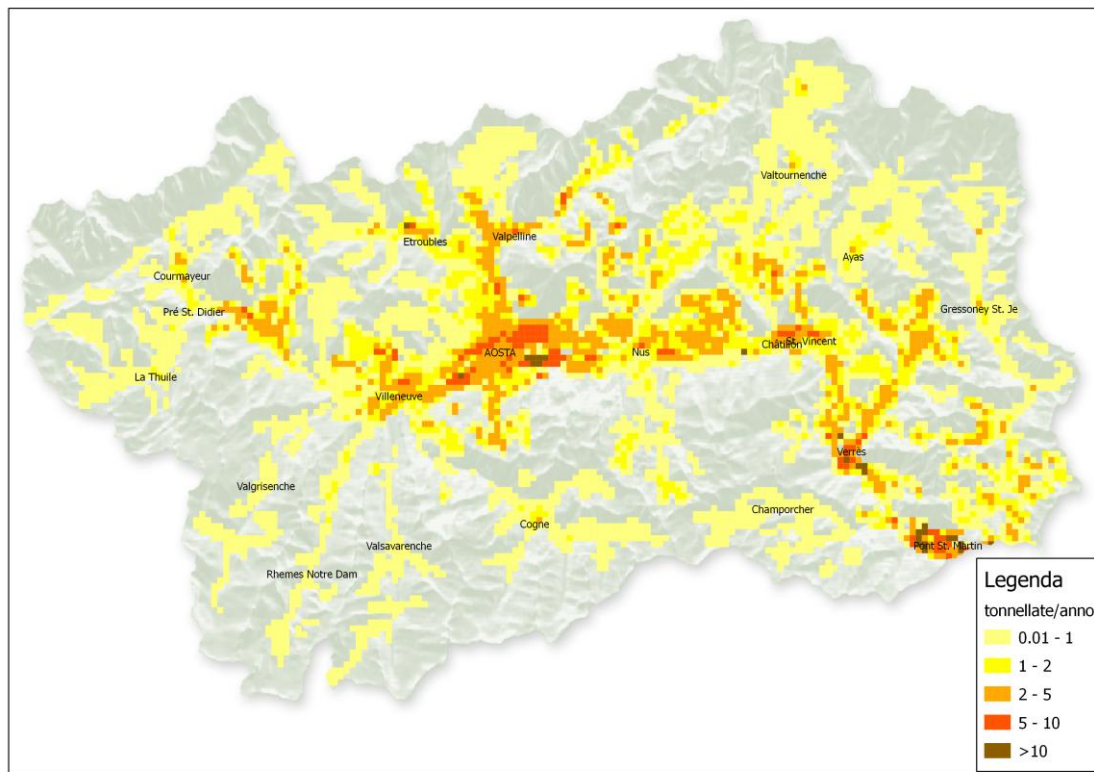 Valtournenche
Etroubles
Valpelline
Ayas
Courmayeur
Pré St. Didier
Gressoney St. Je
AOSTA
Nus
Châtillon
St. Vincent
La Thuile
Villeneuve
Verrès
Valgrisenche
Champorcher
Cogne
Valsavarenche
Pont St. Martin
Rhemes Notre Dam
Legenda
tonnellate/anno
0.01 - 1
1 - 2
2 - 5
5 - 10
>10